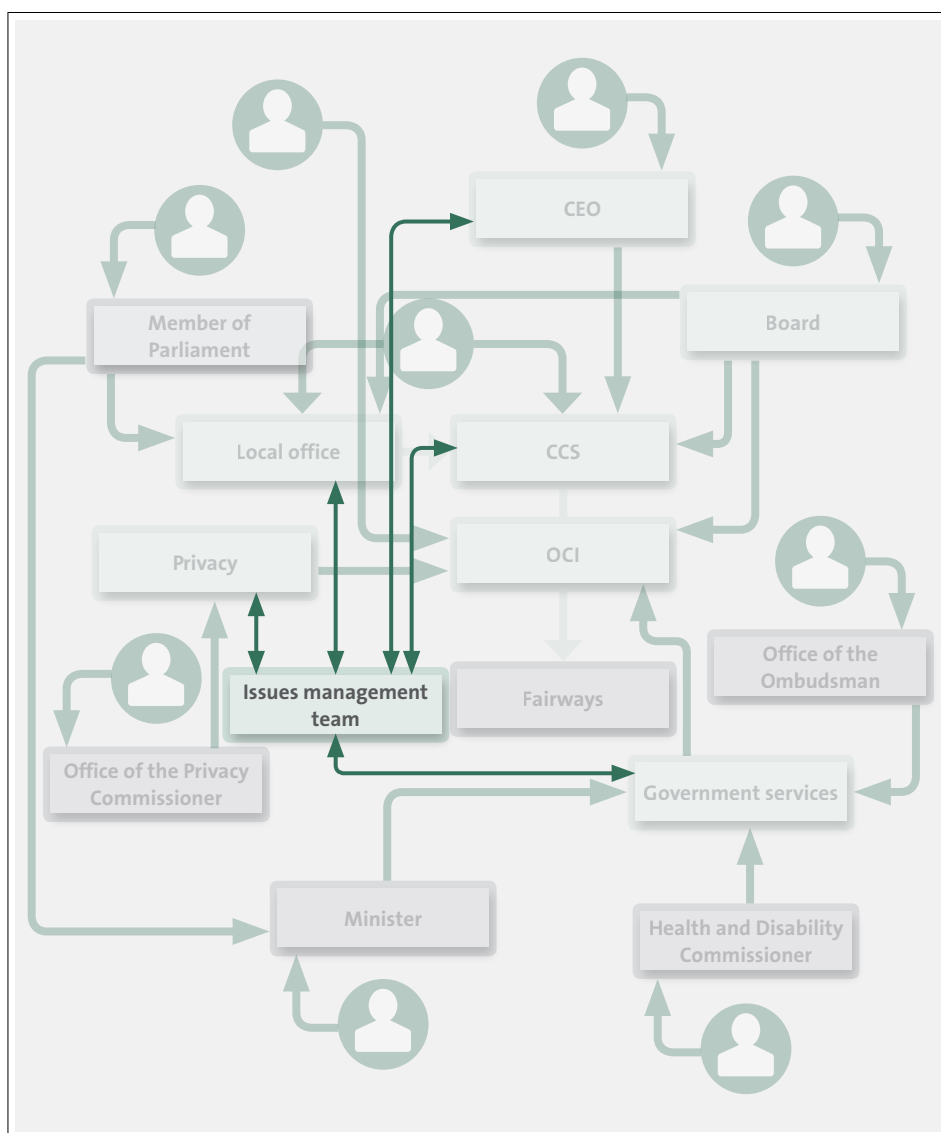 CEO
Member of
Parliament
Board
Local office
CCS
Privacy
OCI
Office of the
Ombudsman
Issues management
team
Fairways
Office of the Privacy
Commissioner
Government services
Minister
Health and Disability
Commissioner